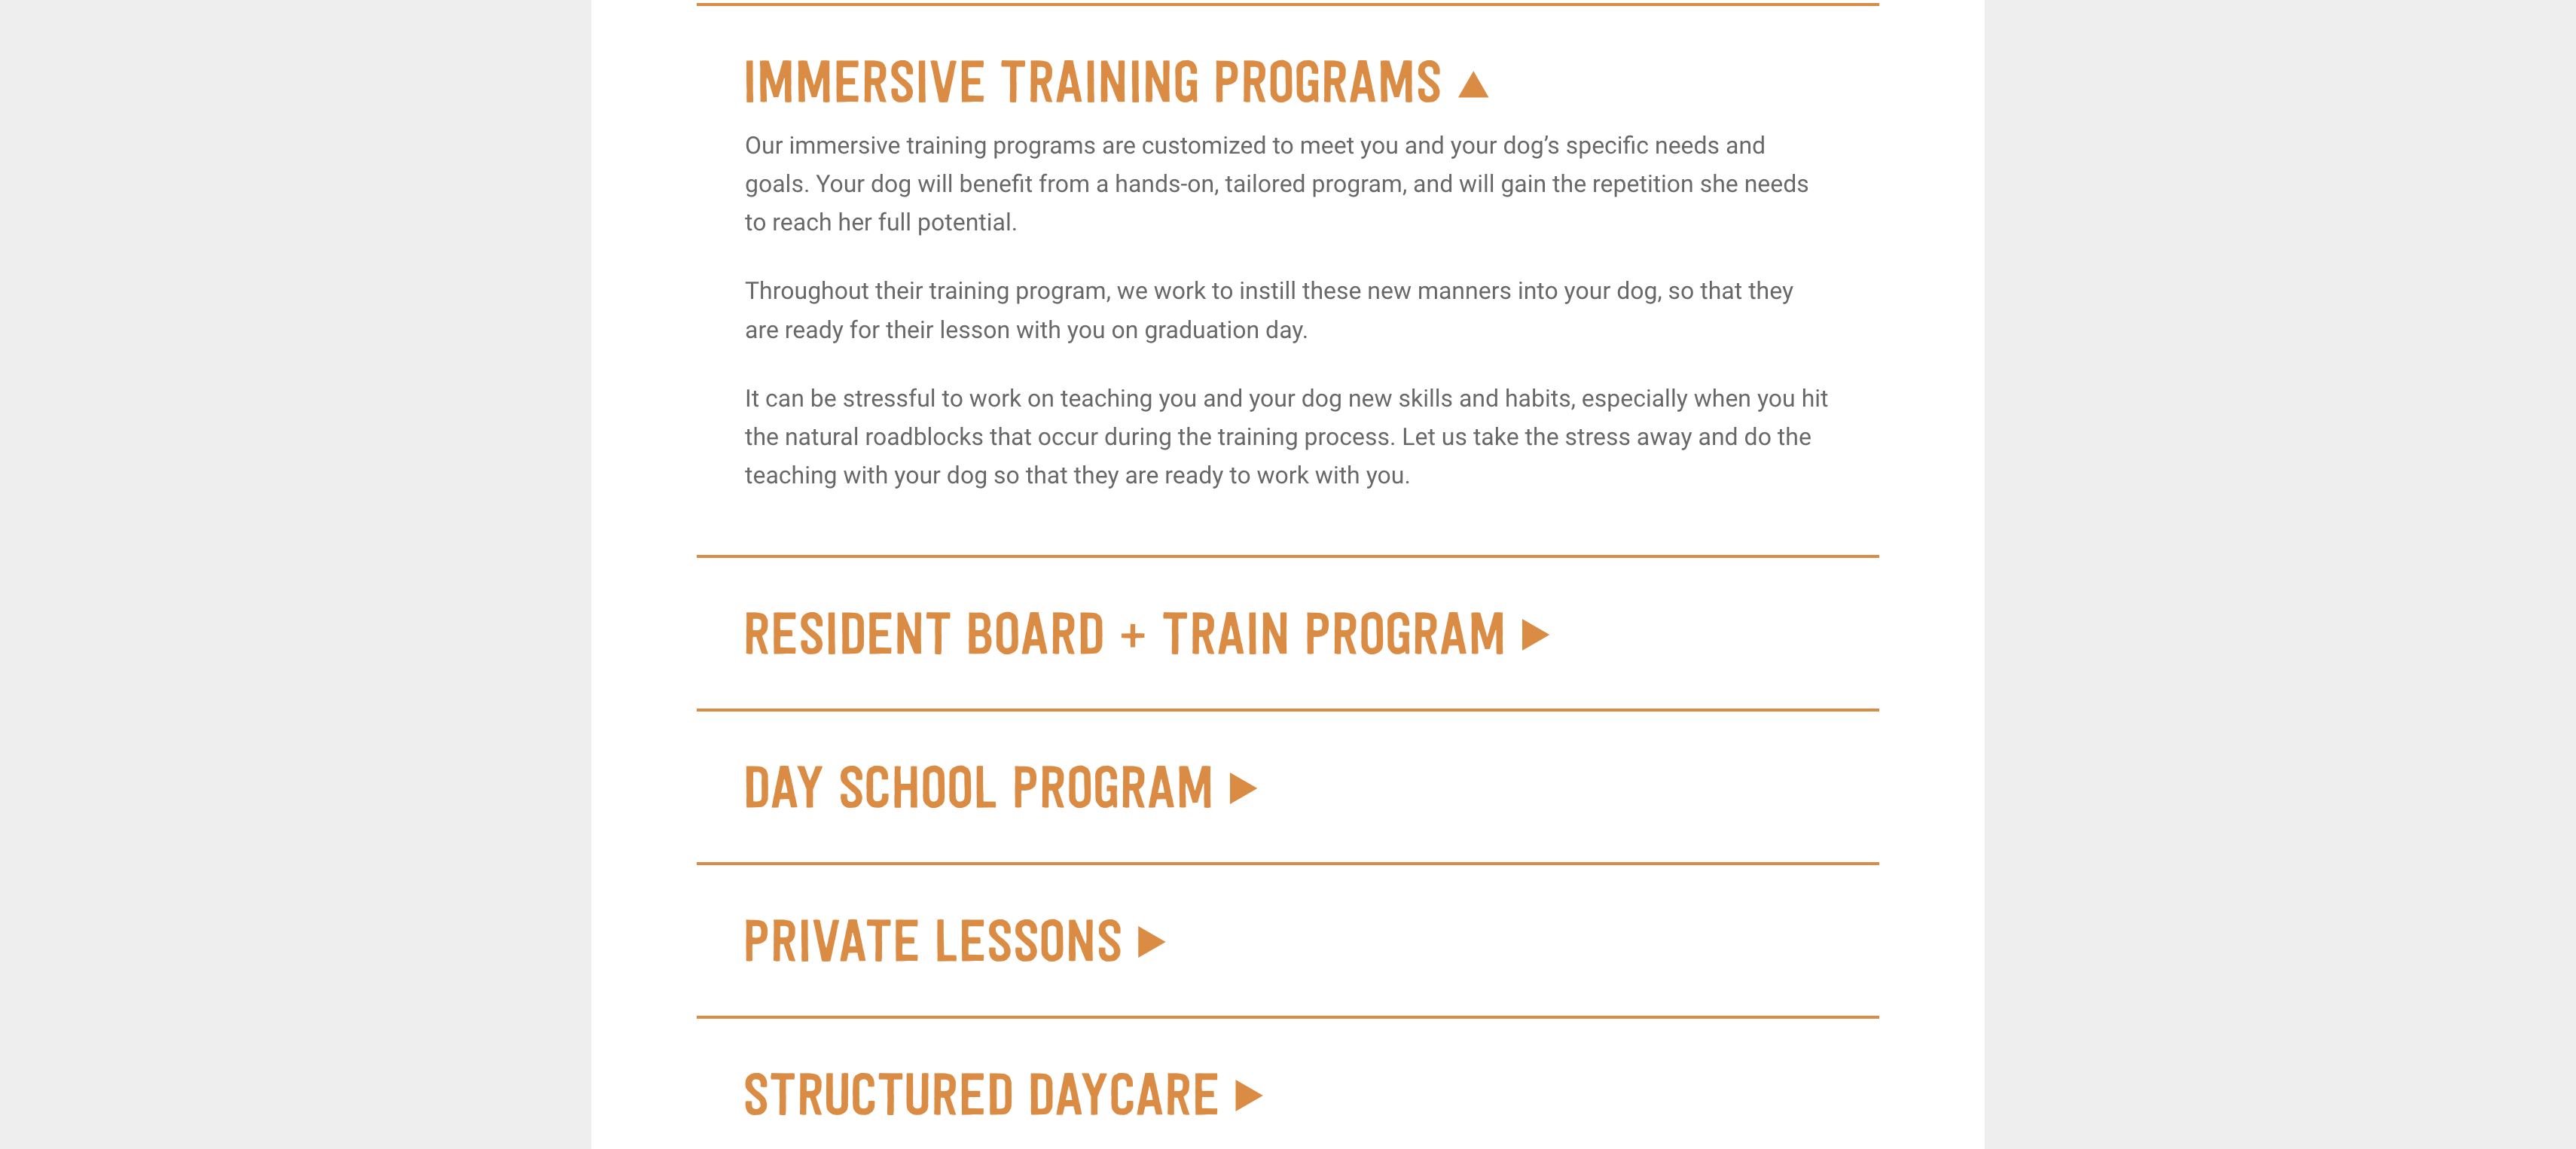 IMMERSIVE TRAINING PROGRAMS
Our immersive training programs are customized to meet you and your dog’s specific needs and
goals. Your dog will benefit from a hands-on, tailored program, and will gain the repetition she needs
to reach her full potential.
Throughout their training program, we work to instill these new manners into your dog, so that they
are ready for their lesson with you on graduation day.
It can be stressful to work on teaching you and your dog new skills and habits, especially when you hit
the natural roadblocks that occur during the training process. Let us take the stress away and do the
teaching with your dog so that they are ready to work with you.
RESIDENT BOARD + TRAIN PROGRAM
DAY SCHOOL PROGRAM
PRIVATE LESSONS
STRUCTURED DAYCARE